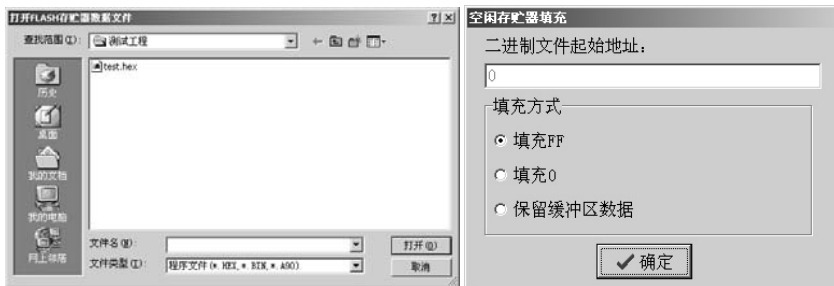 打开FLASH存贮器数据文件
查找范围(I):
测试工程
test.hex
历史
桌面
我的文档
我的电脑
网上邻居
文件名(N):
打开(O)
文件类型(T):
程序文件(*.HEX,*.BIN,*.A90)
取消
空闲存贮器填充
二进制文件起始地址：
0
填充方式
填充FF
填充0
保留缓冲区数据
确定